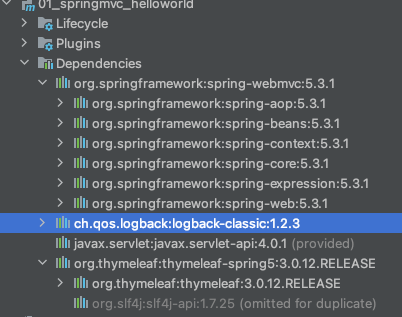 01_springmvc_helloworld
Lifecycle
Plugins
Dependencies
org.springframework:spring-webmvc:5.3.1
org.springframework:spring-aop:5.3.1
org.springframework:spring-beans:5.3.1
org.springframework:spring-context:5.3.1
org.springframework:spring-core:5.3.1
org.springframework:spring-expression:5.3.1
org.springframework:spring-web:5.3.1
ch.qos.logback:logback-classic:1.2.3
javax.servlet:javax.servlet-api:4.0.1 (provided)
org.thymeleaf:thymeleaf-spring5:3.0.12.RELEASE
org.thymeleaf:thymeleaf:3.0.12.RELEASE
org.slf4j:slf4j-api:1.7.25 (omitted for duplicate)